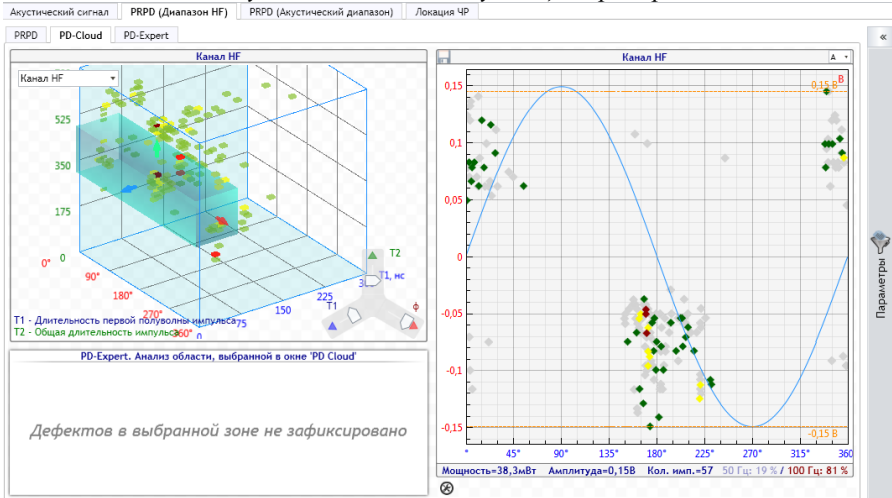 Акустический сигнал PRPD (Диапазон HF) PRPD (Акустический диапазон) Локация ЧР
PRPD PD-Cloud PD-Expert
«
Канал HF
Канал HF
525
350
175
0
0°
90°
180°
270°
360°
0
75
150
225
T1, нс
T2
T1
ϕ
T1 - Длительность первой полуволны импульса
T2 - Общая длительность импульса
PD-Expert. Анализ области, выбранной в окне 'PD Cloud'
Дефектов в выбранной зоне не зафиксировано
Канал HF
A
В
0,15 В
0,15
0,1
0,05
0
-0,05
-0,1
-0,15
-0,15 В
° 45° 90° 135° 180° 225° 270° 315° 360
Мощность=38,3мВт Амплитуда=0,15В Кол. имп.=57 50 Гц: 19 % / 100 Гц: 81 %
Параметры